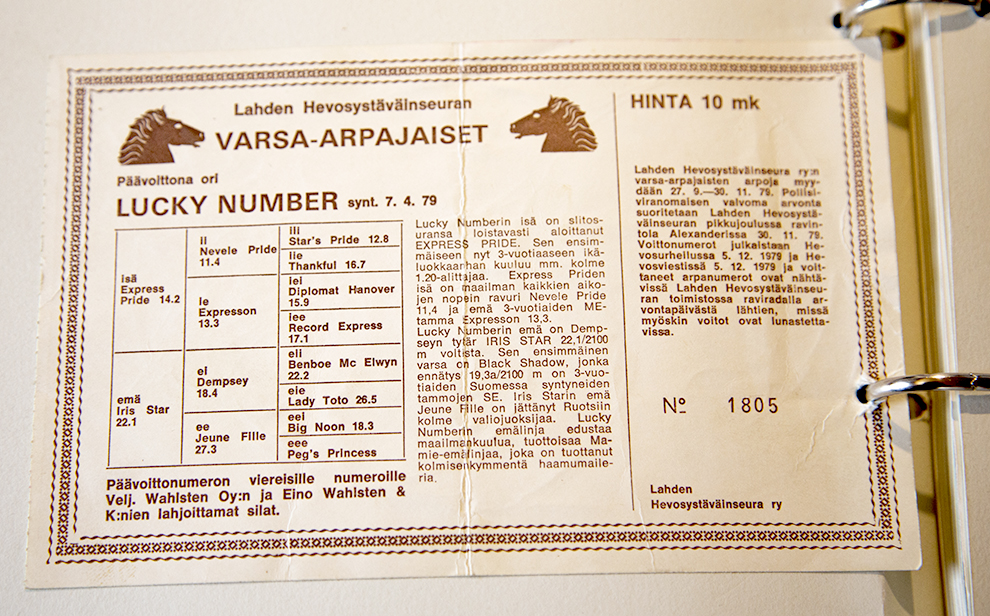 Lahden Hevosystäväinseuran
VARSA-ARPAJAISET
Päävoittona ori
LUCKY NUMBER synt. 7. 4. 79
isä
Express
Pride 14.2
emä
Iris Star
22.1
ii
Nevele Pride
11.4
ie
Expresson
13.3
ei
Dempsey
18.4
ee
Jeune Fille
27.3
iii
Star's Pride 12.8
iie
Thankful 16.7
iei
Diplomat Hanover
15.9
iee
Record Express
17.1
eii
Benboe Mc Elwyn
22.2
eie
Lady Toto 26.5
eei
Big Noon 18.3
eee
Peg's Princess
Päävoittonumeron viereisille numeroille
Velj. Wahlsten Oy:n ja Eino Wahlsten &
K:nien lahjoittamat silat.
Lucky Numberin isä on siitos-
uransa loistavasti aloittanut
EXPRESS PRIDE. Sen ensim-
mäiseen nyt 3-vuotiaaseen ikä-
luokkaarhan kuuluu mm. kolme
1.20-alittajaa. Express Priden
isä on maailman kaikkien aiko-
jen nopein ravuri Nevele Pride
11,4 ja emä 3-vuotiaiden ME-
tamma Expresson 13,3.
Lucky Numberin emä on Demp-
seyn tytär IRIS STAR 22,1/2100
m voltista. Sen ensimmäinen
varsa on Black Shadow, jonka
ennätys 19,3a/2100 m on 3-vuo-
tiaiden Suomessa syntyneiden
tammojen SE. Iris Starin emä
Jeune Fille on jättänyt Ruotsiin
kolme valiojuoksijaa. Lucky
Numberin emälinja edustaa
maailmankuulua, tuottoisaa Ma-
mie-emälinjaa, joka on tuottanut
kolmisenkymmentä haamumaile-
ria.
HINTA 10 mk
Lahden Hevosystäväinseura ry:n
varsa-arpajaisten arpoja myy-
dään 27. 9.—30. 11. 79. Poliisi-
viranomaisen valvoma arvonta
suoritetaan Lahden Hevosystä-
väinseuran pikkujoulussa ravin-
tola Alexanderissa 30. 11. 79.
Voittonumerot julkaistaan He-
vosurheilussa 5. 12. 1979 ja He-
vosviestissä 5. 12. 1979 ja voit-
taneet arpanumerot ovat nähtä-
vissä Lahden Hevosystäväinseu-
ran toimistossa raviradalla ar-
vontapäivästä lähtien, missä
myöskin voitot ovat lunastetta-
vissa.
Nº 1805
Lahden
Hevosystäväinseura ry